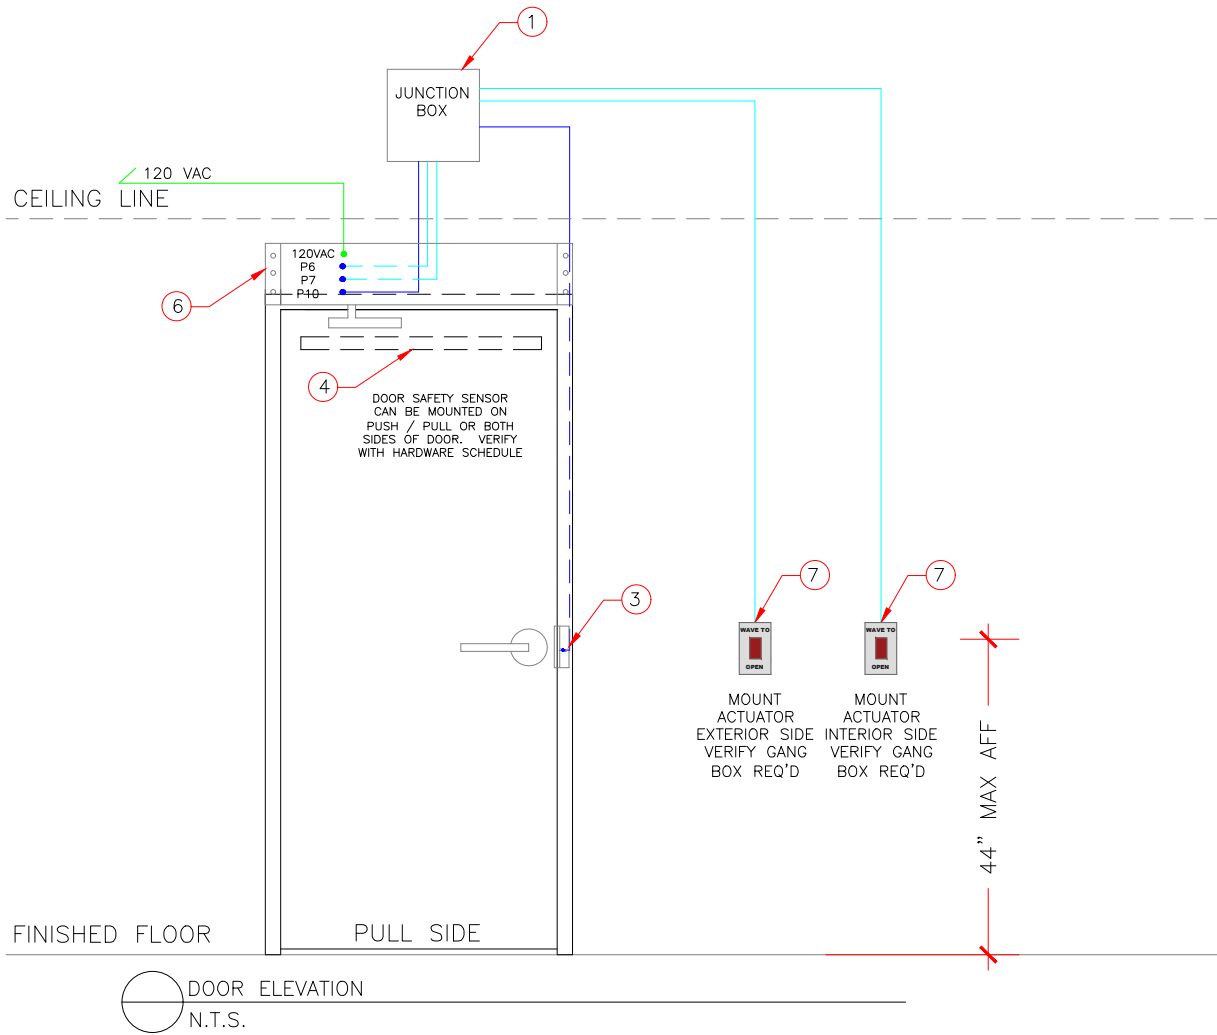 1
JUNCTION
BOX
120 VAC
CEILING LINE
120VAC
P6
P7
P10
6
4
DOOR SAFETY SENSOR
CAN BE MOUNTED ON
PUSH / PULL OR BOTH
SIDES OF DOOR. VERIFY
WITH HARDWARE SCHEDULE
7
7
3
WAVE TO
OPEN
WAVE TO
OPEN
MOUNT
ACTUATOR
EXTERIOR SIDE
VERIFY GANG
BOX REQ'D
MOUNT
ACTUATOR
INTERIOR SIDE
VERIFY GANG
BOX REQ'D
44" MAX AFF
FINISHED FLOOR
PULL SIDE
DOOR ELEVATION
N.T.S.